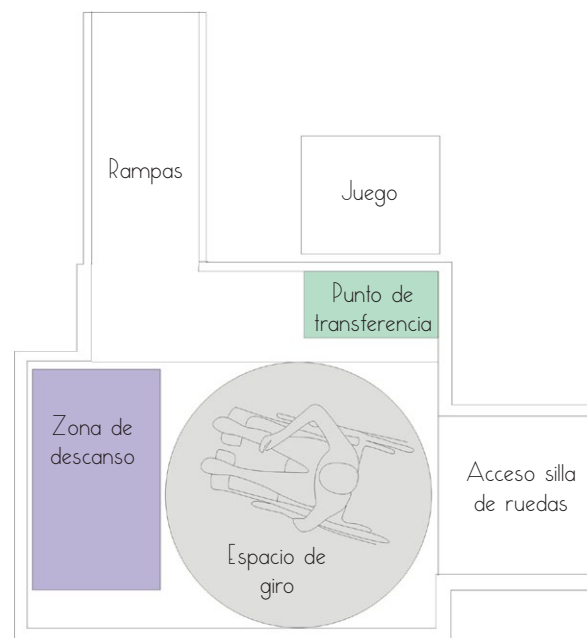 Rampas
Juego
Punto de
transferencia
Zona de
descanso
Acceso silla
de ruedas
Espacio de
giro